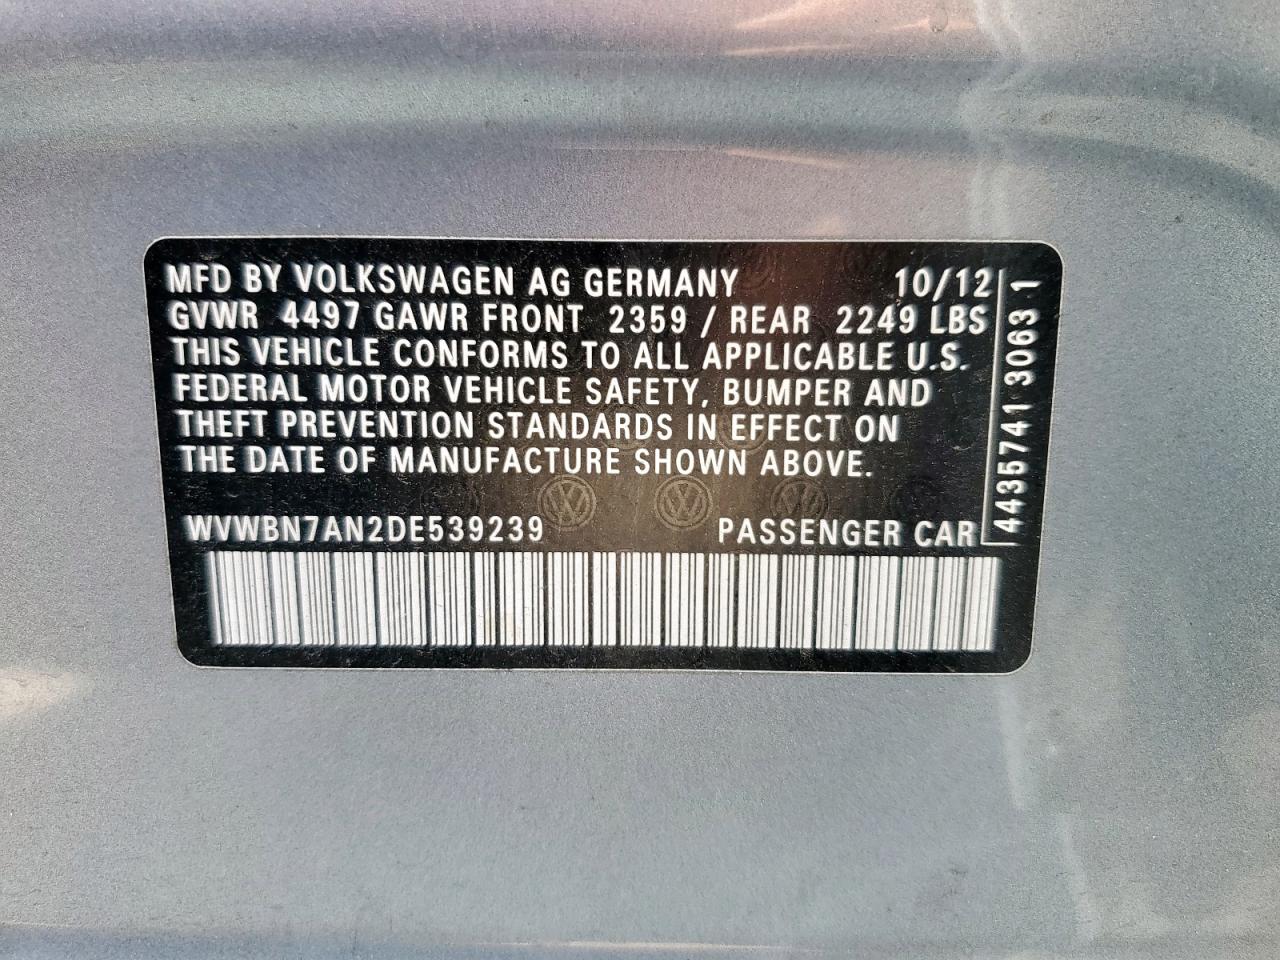 MFD BY VOLKSWAGEN AG GERMANY 10/12
GVWR 4497 GAWR FRONT 2359 / REAR 2249 LBS
THIS VEHICLE CONFORMS TO ALL APPLICABLE U.S.
FEDERAL MOTOR VEHICLE SAFETY, BUMPER AND
THEFT PREVENTION STANDARDS IN EFFECT ON
THE DATE OF MANUFACTURE SHOWN ABOVE.
WVWBN7AN2DE539239 PASSENGER CAR
4435741 3063 1